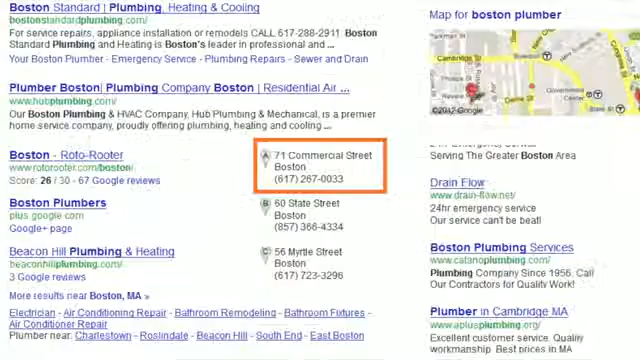 Boston Standard | Plumbing, Heating & Cooling
bostonstandardplumbing.com/
For service repairs, appliance installation or remodels CALL 617-288-2911. Boston
Standard Plumbing and Heating is Boston's leader in professional and ...
Your Boston Plumber - Emergency Service - Plumbing Repairs - Sewer and Drain
Plumber Boston| Plumbing Company Boston | Residential Air ...
www.hubplumbing.com/
Our Boston Plumbing & HVAC Company, Hub Plumbing & Mechanical, is a premier
home service company, proudly offering plumbing, heating and cooling ...
Boston - Roto-Rooter
www.rotorooter.com/boston/
Score: 26 / 30 - 67 Google reviews
A 71 Commercial Street
Boston
(617) 267-0033
Boston Plumbers
plus.google.com
Google+ page
B 60 State Street
Boston
(857) 366-4334
Beacon Hill Plumbing & Heating
beaconhillplumbing.com/
3 Google reviews
C 56 Myrtle Street
Boston
(617) 723-3296
More results near Boston, MA »
Electrician - Air Conditioning Repair - Bathroom Remodeling - Bathroom Fixtures -
Air Conditioner Repair
Plumber near: Charlestown - Roslindale - Beacon Hill - South End - East Boston
Map for boston plumber
Cambridge St
Government
Center
State St
©2012 Google
Serving The Greater Boston Area
Drain Flow
www.drain-flow.net/
24hr emergency service
Our service can't be beat!
Boston Plumbing Services
www.catanoplumbing.com/
Plumbing Company Since 1956. Call
Our Contractors for Quality Work!
Plumber in Cambridge MA
www.aplusplumbing.org/
Excellent customer service. Quality
workmanship. Best prices in MA